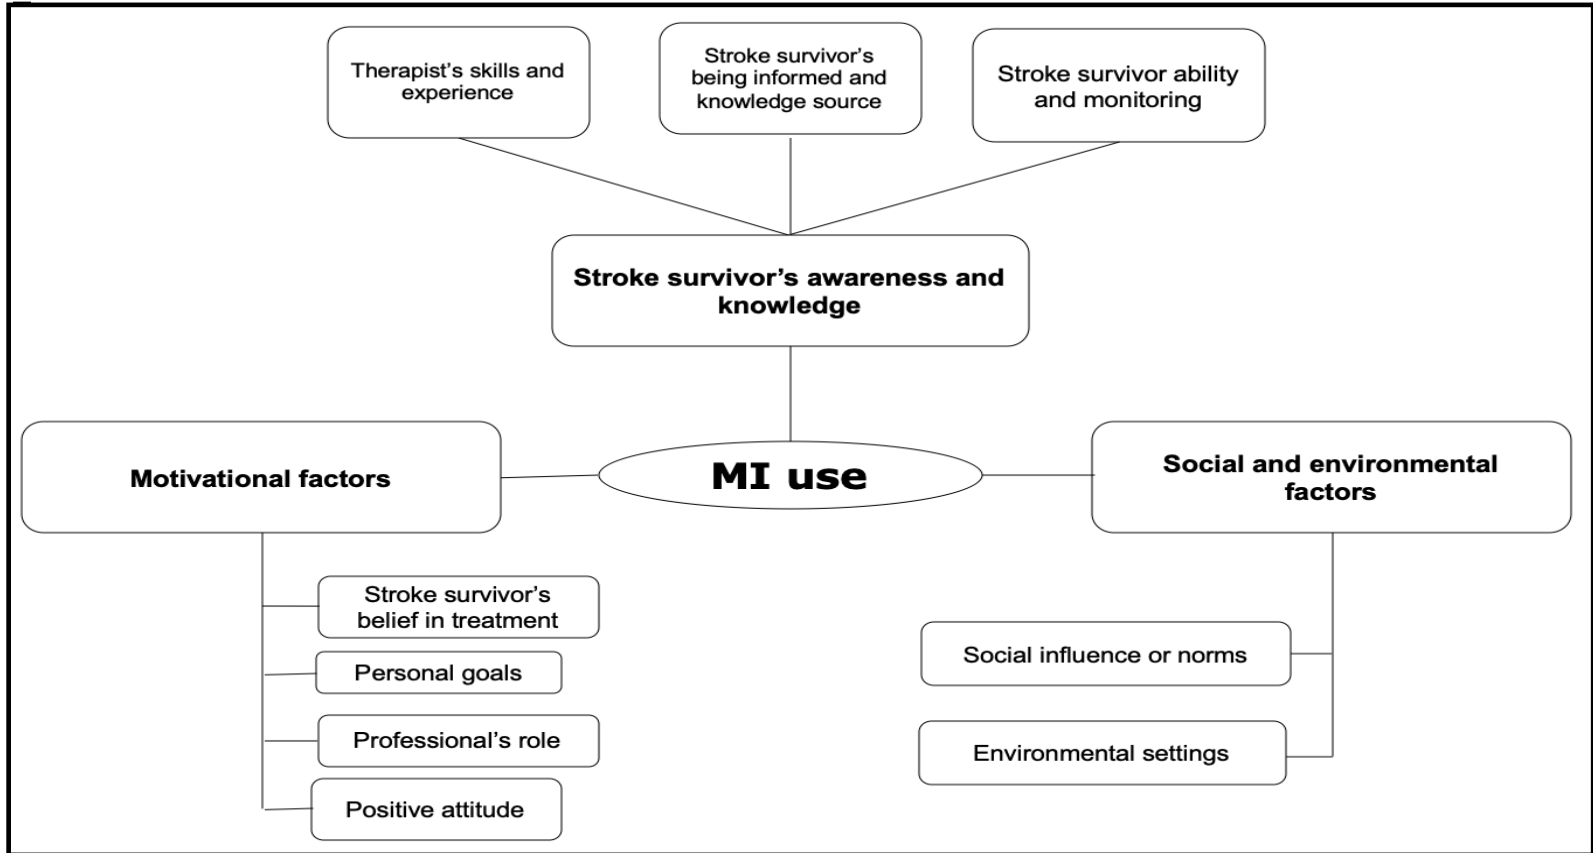 Therapist’s skills and
experience
Stroke survivor’s
being informed and
knowledge source
Stroke survivor ability
and monitoring
Stroke survivor’s awareness and
knowledge
Motivational factors
MI use
Social and environmental
factors
Stroke survivor’s
belief in treatment
Personal goals
Professional’s role
Positive attitude
Social influence or norms
Environmental settings